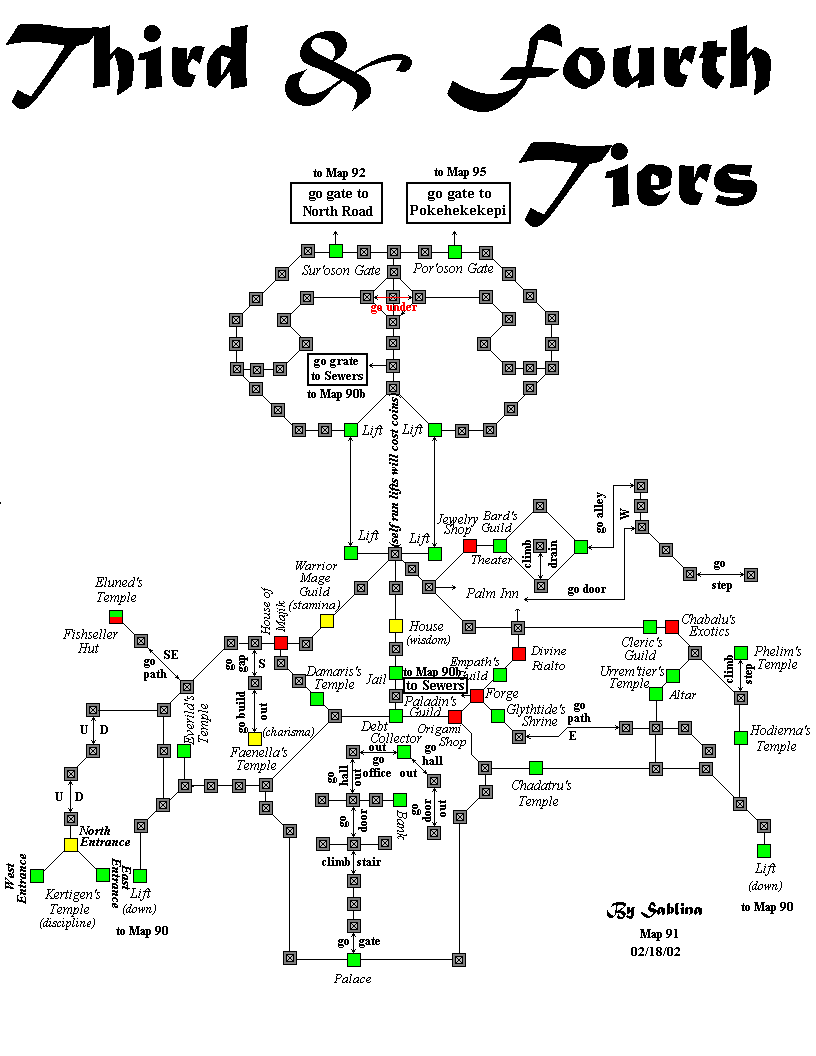 Third & Fourth
Tiers
to Map 92
go gate to
North Road
to Map 95
go gate to
Pokehekekepi
Sur'oson Gate
Por'oson Gate
go under
go grate
to Sewers
to Map 90b
Lift
Lift
(self run lifts will cost coins)
Lift
Lift
Jewelry
Shop
Bard's
Guild
Theater
climb
drain
go alley
W
go
step
go door
Palm Inn
Warrior
Mage
Guild
(stamina)
House
(wisdom)
House of
Majik
Eluned's
Temple
Fishseller
Hut
SE
go
path
go
gap
S
Damaris's
Temple
Jail
to Map 90b
to Sewers
Empath's
Guild
Divine
Rialto
Cleric's
Guild
Chabalu's
Exotics
Urrem'tier's
Temple
Altar
climb
step
Phelim's
Temple
Paladin's
Guild
Forge
Glythtide's
Shrine
go
path
E
Hodierna's
Temple
Everild's
Temple
go build
out
(charisma)
Faenella's
Temple
Debt
Collector
Origami
Shop
U
D
out
go
office
go
hall
out
go
hall
out
Chadatru's
Temple
U
D
go
door
Bank
go
door
out
North
Entrance
climb
stair
West
Entrance
East
Entrance
Kertigen's
Temple
(discipline)
Lift
(down)
to Map 90
Lift
(down)
to Map 90
go
gate
Palace
By Sablina
Map 91
02/18/02